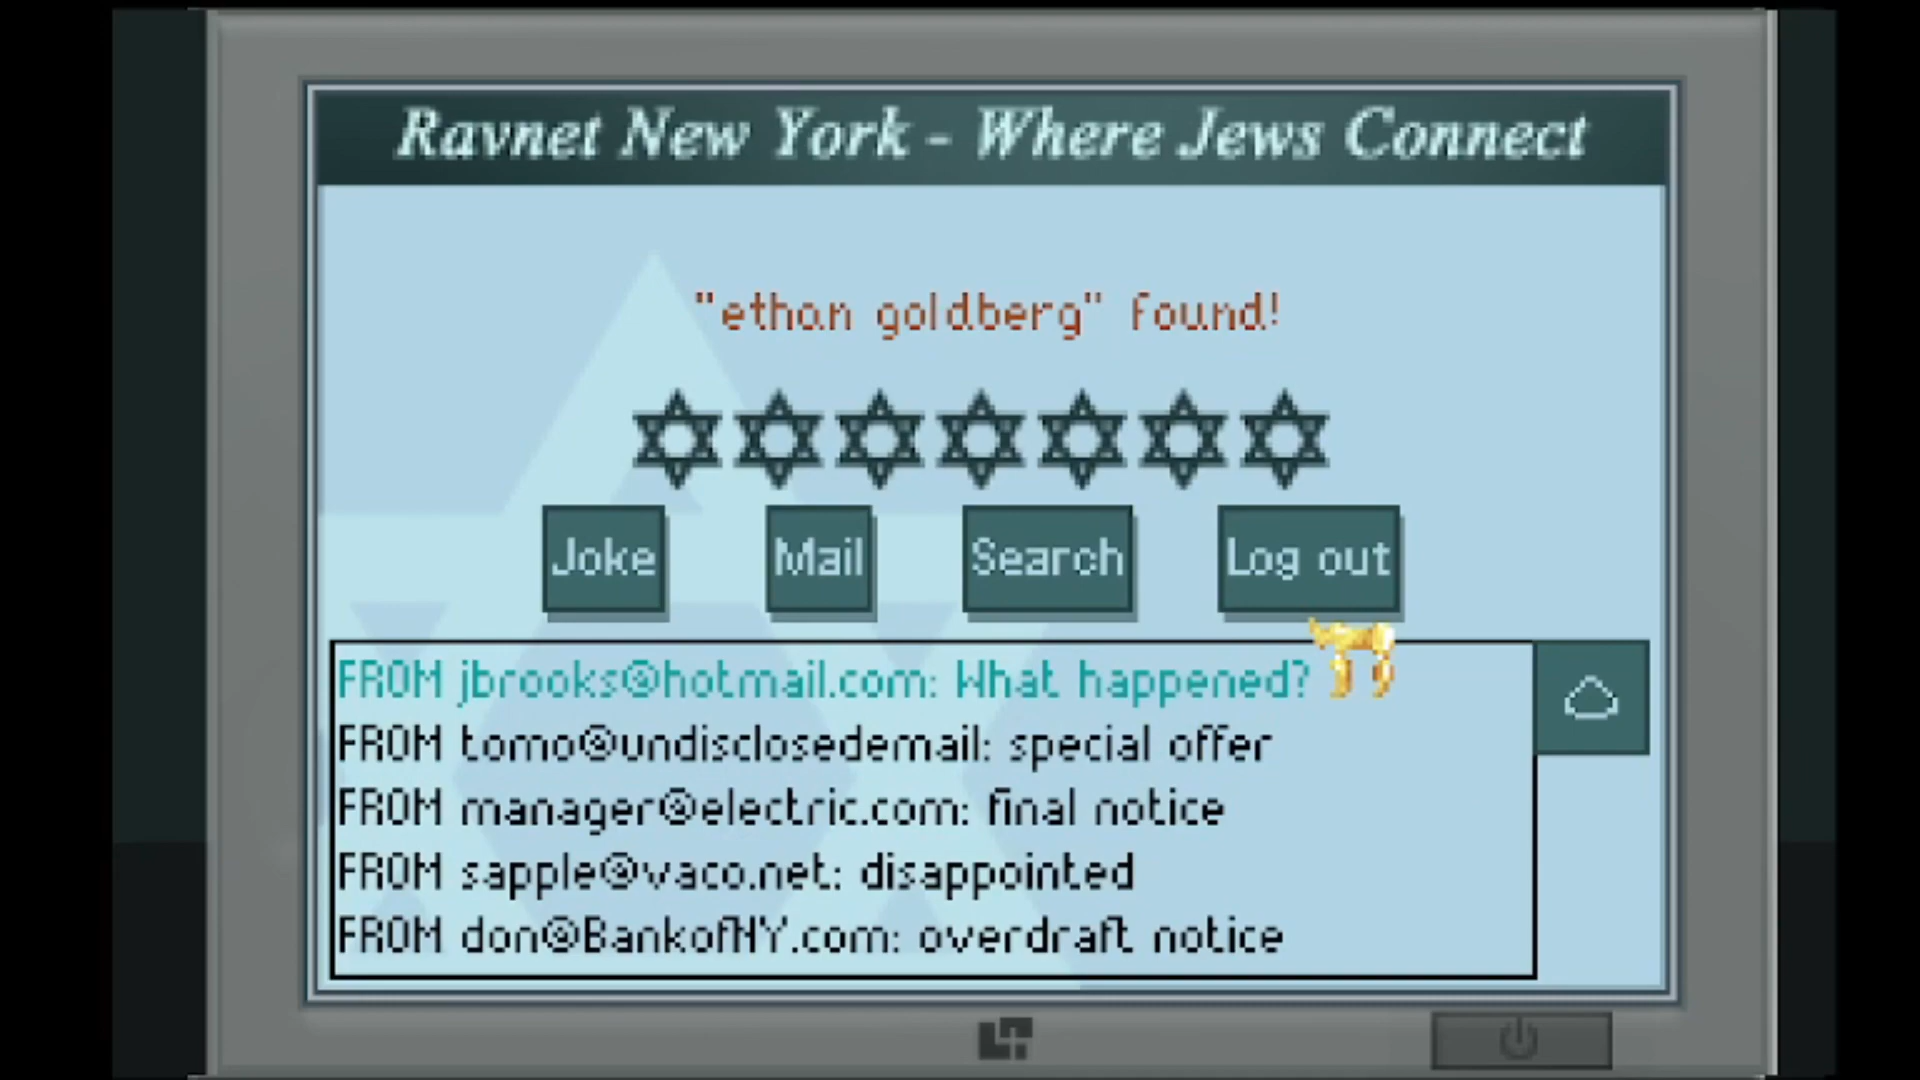 Ravnet New York - Where Jews Connect
"ethan goldberg" found!
Joke Mail Search Log out
FROM jbrooks@hotmail.com: What happened?
FROM tomo@undisclosedemail: special offer
FROM manager@electric.com: final notice
FROM sapple@vaco.net: disappointed
FROM don@BankofNY.com: overdraft notice